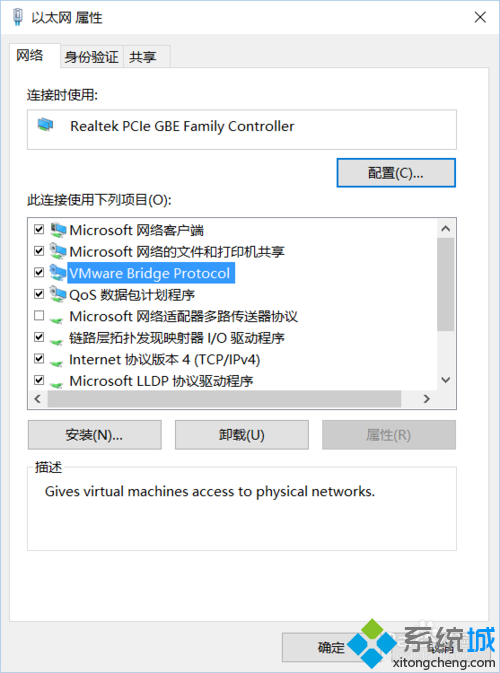 以太网 属性
网络 身份验证 共享
连接时使用:
Realtek PCIe GBE Family Controller
配置(C)...
此连接使用下列项目(O):
Microsoft 网络客户端
Microsoft 网络的文件和打印机共享
VMware Bridge Protocol
QoS 数据包计划程序
Microsoft 网络适配器多路传送器协议
链路层拓扑发现映射器 I/O 驱动程序
Internet 协议版本 4 (TCP/IPv4)
Microsoft LLDP 协议驱动程序
安装(N)... 卸载(U) 属性(R)
描述
Gives virtual machines access to physical networks.
确定 取消
系统城
xitongcheng.com